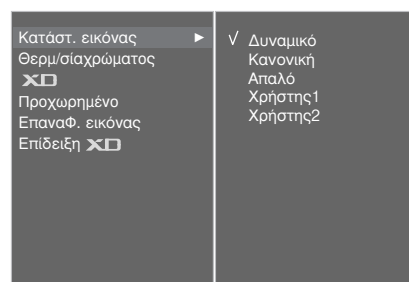 Κατάστ. εικόνας ►
Θερμ/σίαχρώματος
XD
Προχωρημένο
ΕπαναΦ. εικόνας
Επίδειξη XD
√ Δυναμικό
Κανονική
Απαλό
Χρήστης1
Χρήστης2